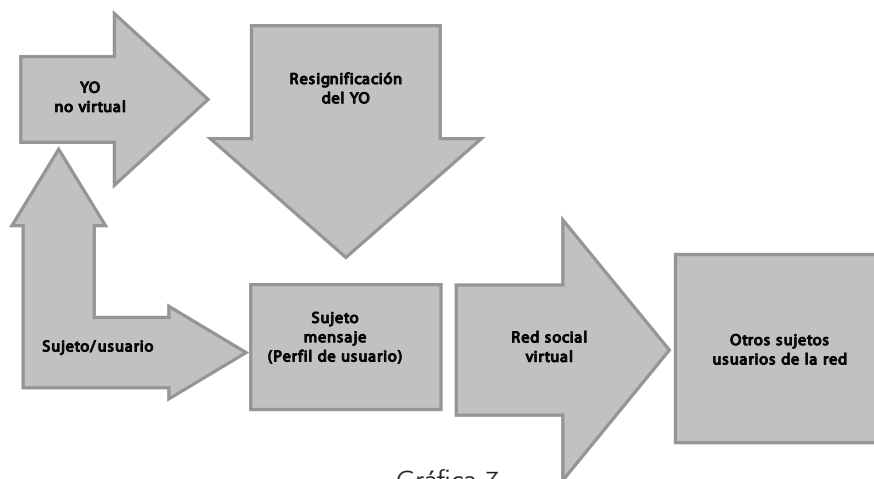 YO
no virtual
Resignificación
del YO
Sujeto/usuario
Sujeto
mensaje
(Perfil de usuario)
Red social
virtual
Otros sujetos
usuarios de la red
Gráfica